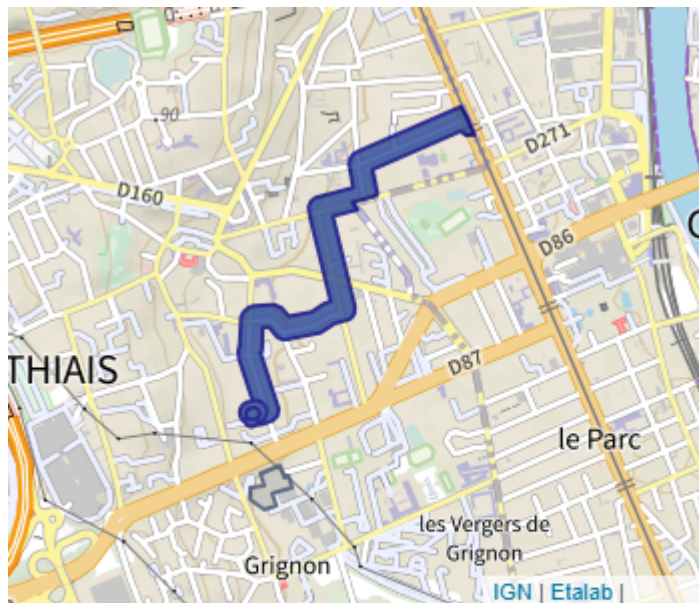 90
D271
D160
D86
THIAIS
D87
le Parc
les Vergers de
Grignon
Grignon
IGN | Etalab |